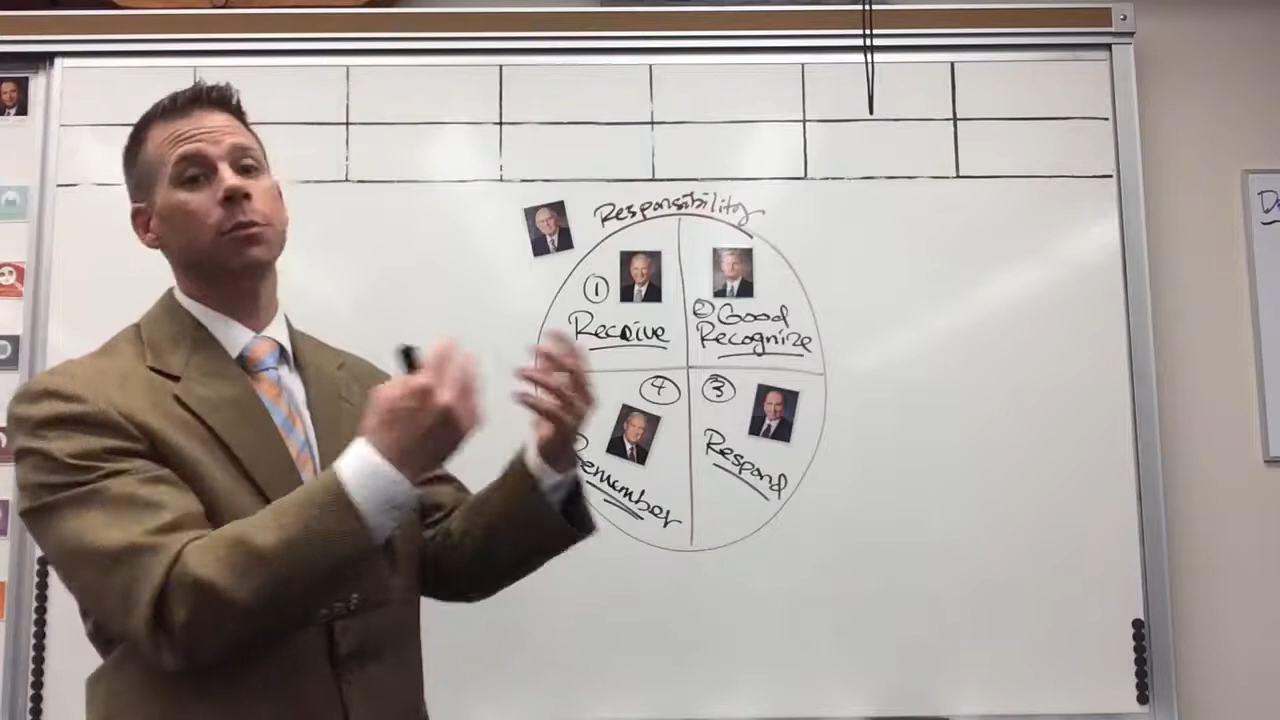 Responsibility
1
Receive
2 Good
Recognize
4
Remember
3
Respond